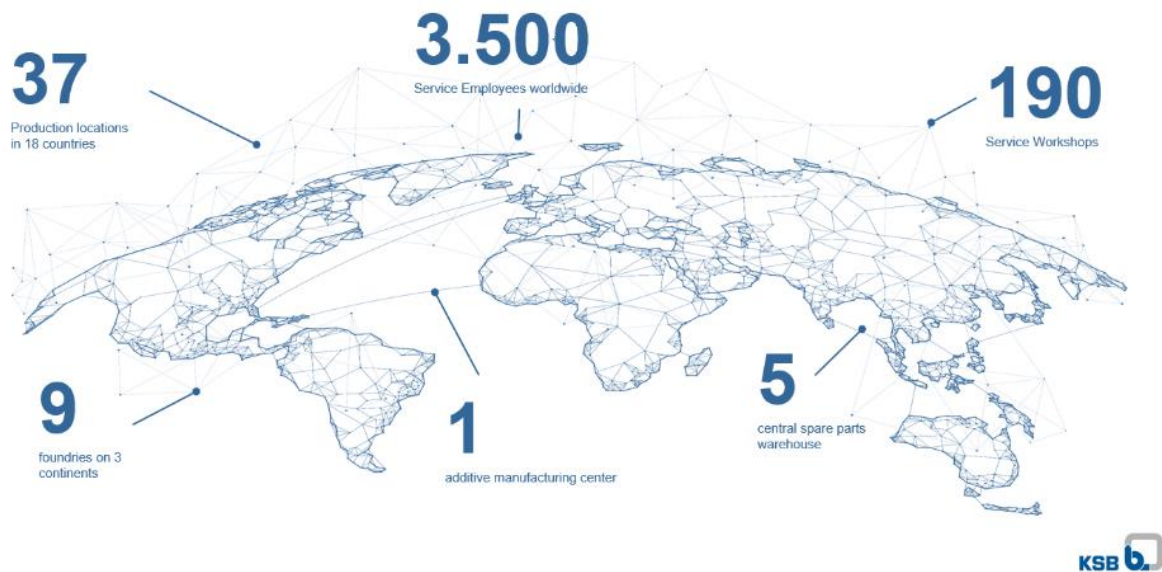 37
Production locations
in 18 countries
3.500
Service Employees worldwide
190
Service Workshops
9
foundries on 3
continents
1
additive manufacturing center
5
central spare parts
warehouse
KSB b.